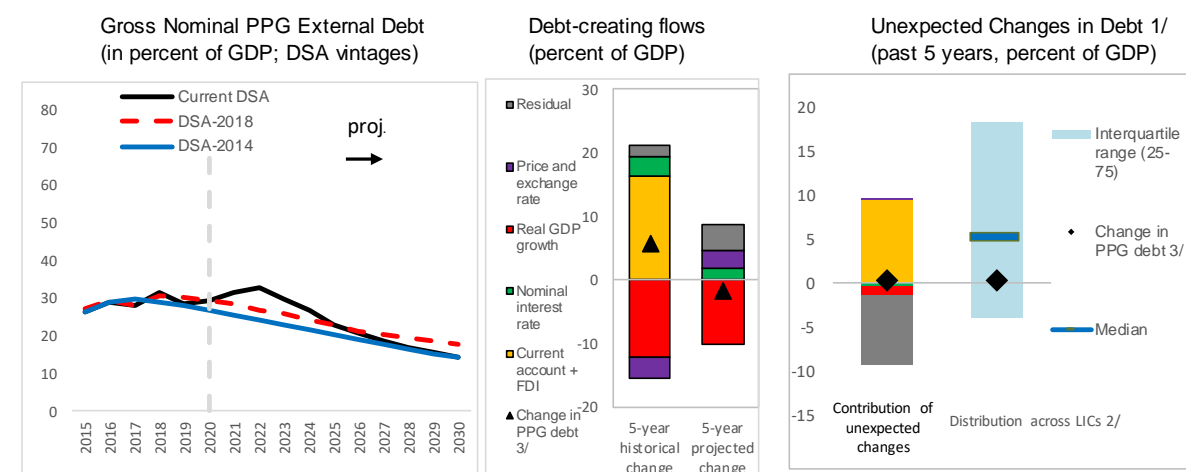 Gross Nominal PPG External Debt
(in percent of GDP; DSA vintages)
80
70
60
50
40
30
20
10
0
Current DSA
DSA-2018
DSA-2014
proj.
2015
2016
2017
2018
2019
2020
2021
2022
2023
2024
2025
2026
2027
2028
2029
2030
Debt-creating flows
(percent of GDP)
Residual
Price and
exchange
rate
Real GDP
growth
Nominal
interest
rate
Current
account +
FDI
Change in
PPG debt
3/
30
20
10
0
-10
-20
5-year
historical
change
5-year
projected
change
Unexpected Changes in Debt 1/
(past 5 years, percent of GDP)
20
15
10
5
0
-5
-10
-15
Contribution of
unexpected
changes
Distribution across LICs 2/
Interquartile
range (25-
75)
Change in
PPG debt 3/
Median